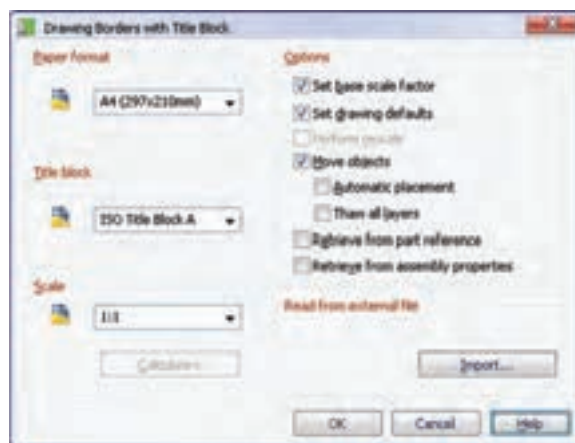 Drawing Borders with Title Block
Paper format
A4 (297x210mm)
Title block
ISO Title Block A
Scale
1:1
Calculate <
Options
Set base scale factor
Set drawing defaults
Perform rescale
Move objects
Automatic placement
Thaw all layers
Retrieve from part reference
Retrieve from assembly properties
Read from external file
Import...
OK
Cancel
Help